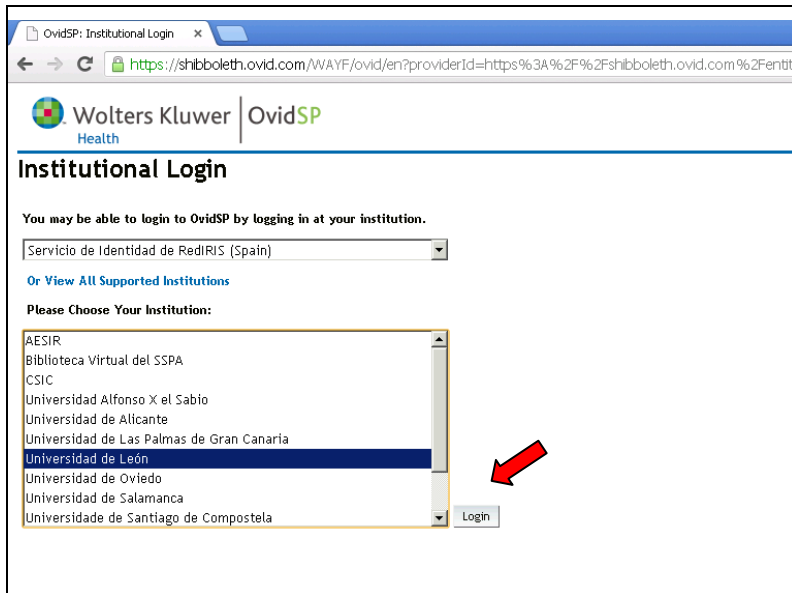 OvidSP: Institutional Login x
https://shibboleth.ovid.com/WAYF/ovid/en?providerId=https%3A%2F%2Fshibboleth.ovid.com%2Fentit
Wolters Kluwer OvidSP
Health
Institutional Login
You may be able to login to OvidSP by logging in at your institution.
Servicio de Identidad de RedIRIS (Spain)
Or View All Supported Institutions
Please Choose Your Institution:
AESIR
Biblioteca Virtual del SSPA
CSIC
Universidad Alfonso X el Sabio
Universidad de Alicante
Universidad de Las Palmas de Gran Canaria
Universidad de León
Universidad de Oviedo
Universidad de Salamanca
Universidade de Santiago de Compostela
Login